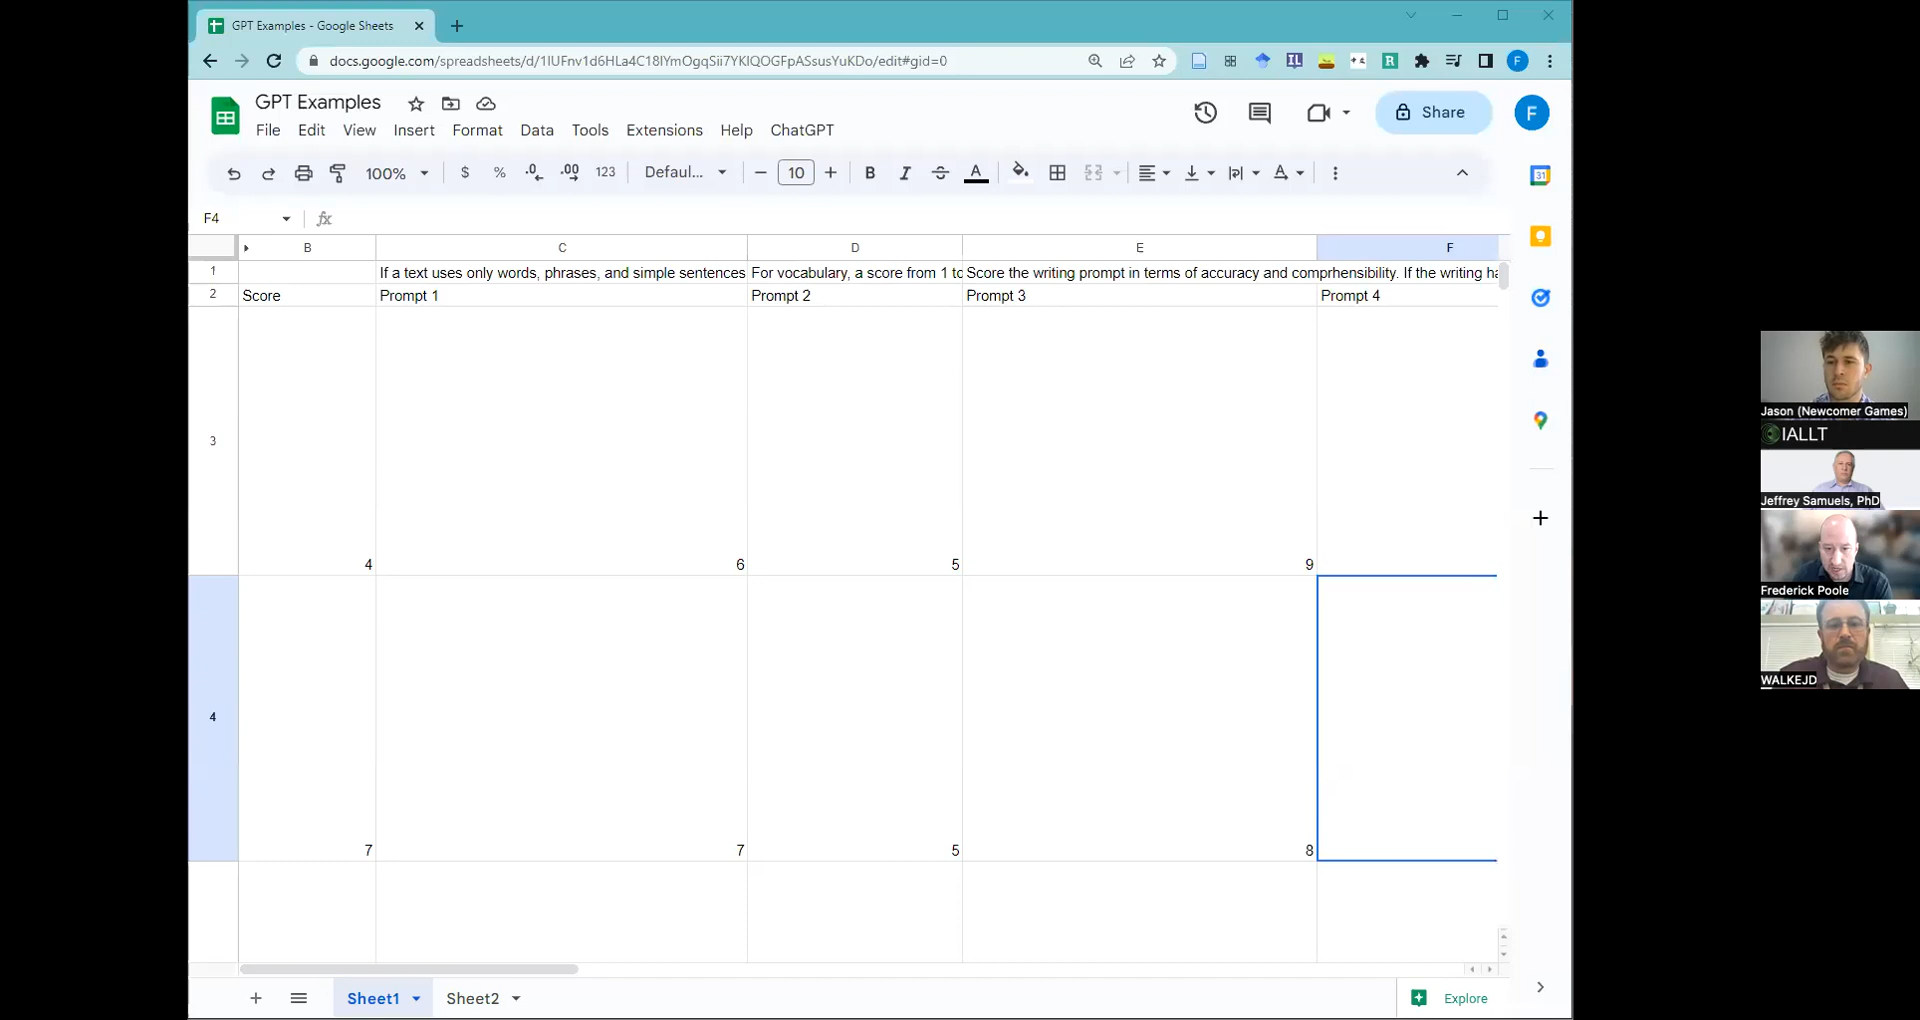 GPT Examples - Google Sheets
docs.google.com/spreadsheets/d/1IUFnv1d6HLa4C18IYmOgqSii7YKlQOGFpASsusYuKDo/edit#gid=0
GPT Examples
File Edit View Insert Format Data Tools Extensions Help ChatGPT
Share
F
100% $ % .0 .00 123 Defaul... 10 B I A
F4 fx
B C D E F
1 If a text uses only words, phrases, and simple sentences For vocabulary, a score from 1 to Score the writing prompt in terms of accuracy and comprhensibility. If the writing ha
2 Score Prompt 1 Prompt 2 Prompt 3 Prompt 4
3 4 6 5 9
4 7 7 5 8
Sheet1 Sheet2 Explore
31
Jason (Newcomer Games)
IALLT
Jeffrey Samuels, PhD
Frederick Poole
WALKEJD